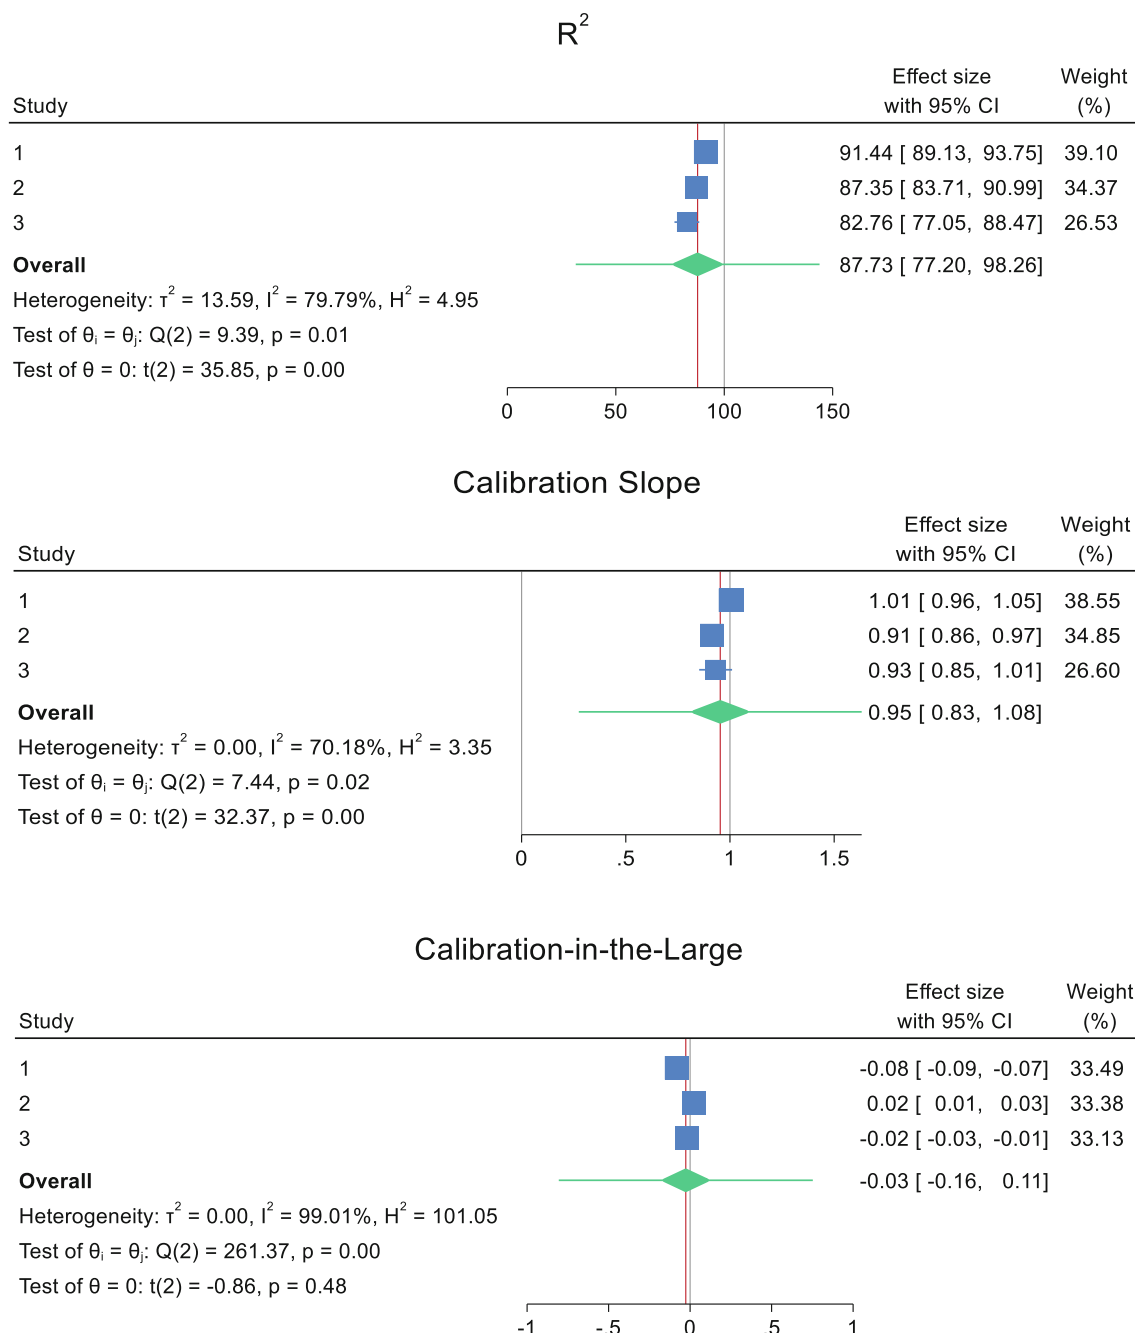 R²
Effect size Weight
Study with 95% CI (%)
1 91.44 [ 89.13, 93.75] 39.10
2 87.35 [ 83.71, 90.99] 34.37
3 82.76 [ 77.05, 88.47] 26.53
Overall 87.73 [ 77.20, 98.26]
Heterogeneity: τ² = 13.59, I² = 79.79%, H² = 4.95
Test of θᵢ = θⱼ: Q(2) = 9.39, p = 0.01
Test of θ = 0: t(2) = 35.85, p = 0.00
0 50 100 150
Calibration Slope
Effect size Weight
Study with 95% CI (%)
1 1.01 [ 0.96, 1.05] 38.55
2 0.91 [ 0.86, 0.97] 34.85
3 0.93 [ 0.85, 1.01] 26.60
Overall 0.95 [ 0.83, 1.08]
Heterogeneity: τ² = 0.00, I² = 70.18%, H² = 3.35
Test of θᵢ = θⱼ: Q(2) = 7.44, p = 0.02
Test of θ = 0: t(2) = 32.37, p = 0.00
0 .5 1 1.5
Calibration-in-the-Large
Effect size Weight
Study with 95% CI (%)
1 -0.08 [ -0.09, -0.07] 33.49
2 0.02 [ 0.01, 0.03] 33.38
3 -0.02 [ -0.03, -0.01] 33.13
Overall -0.03 [ -0.16, 0.11]
Heterogeneity: τ² = 0.00, I² = 99.01%, H² = 101.05
Test of θᵢ = θⱼ: Q(2) = 261.37, p = 0.00
Test of θ = 0: t(2) = -0.86, p = 0.48
-1 -.5 0 .5 1